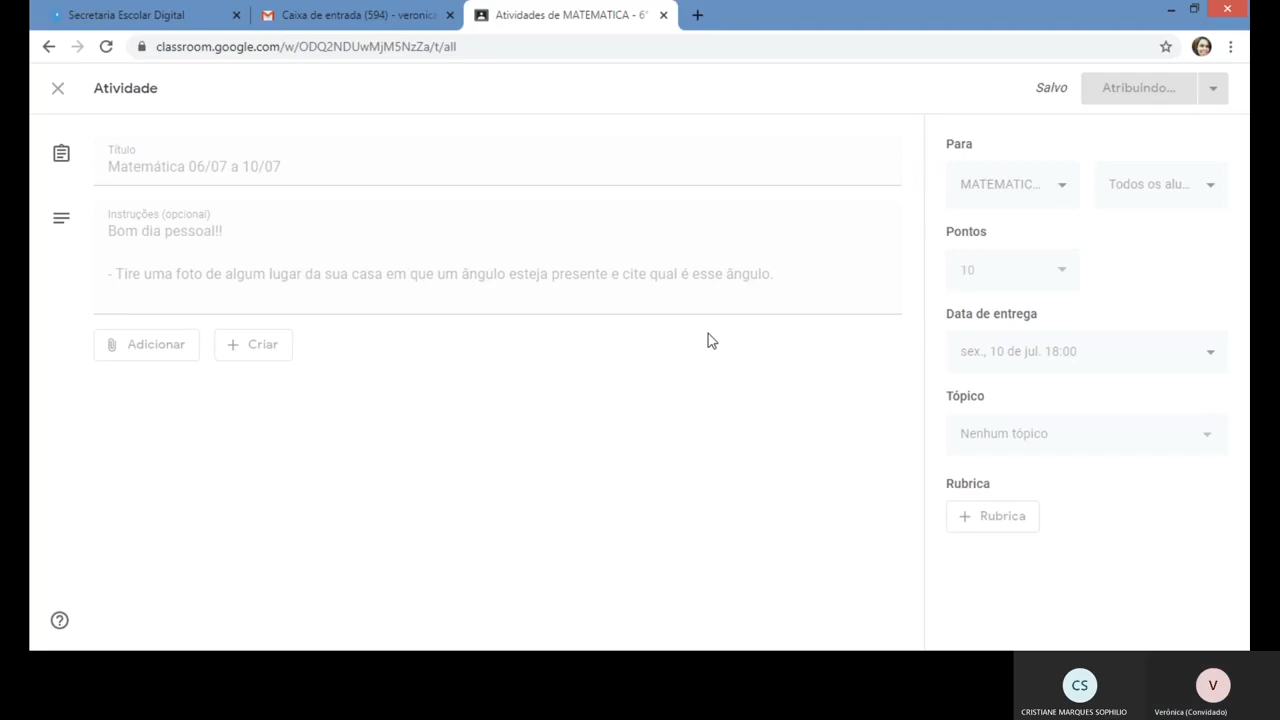 Secretaria Escolar Digital
Caixa de entrada (594) - veronica
Atividades de MATEMATICA - 6°
classroom.google.com/w/ODQ2NDUwMjM5NzZa/t/all
Atividade
Salvo
Atribuindo...
Título
Matemática 06/07 a 10/07
Instruções (opcional)
Bom dia pessoal!!
- Tire uma foto de algum lugar da sua casa em que um ângulo esteja presente e cite qual é esse ângulo.
Adicionar
Criar
Para
MATEMATIC...
Todos os alu...
Pontos
10
Data de entrega
sex., 10 de jul. 18:00
Tópico
Nenhum tópico
Rubrica
Rubrica
CS
V
CRISTIANE MARQUES SOPHILIO
Verônica (Convidado)